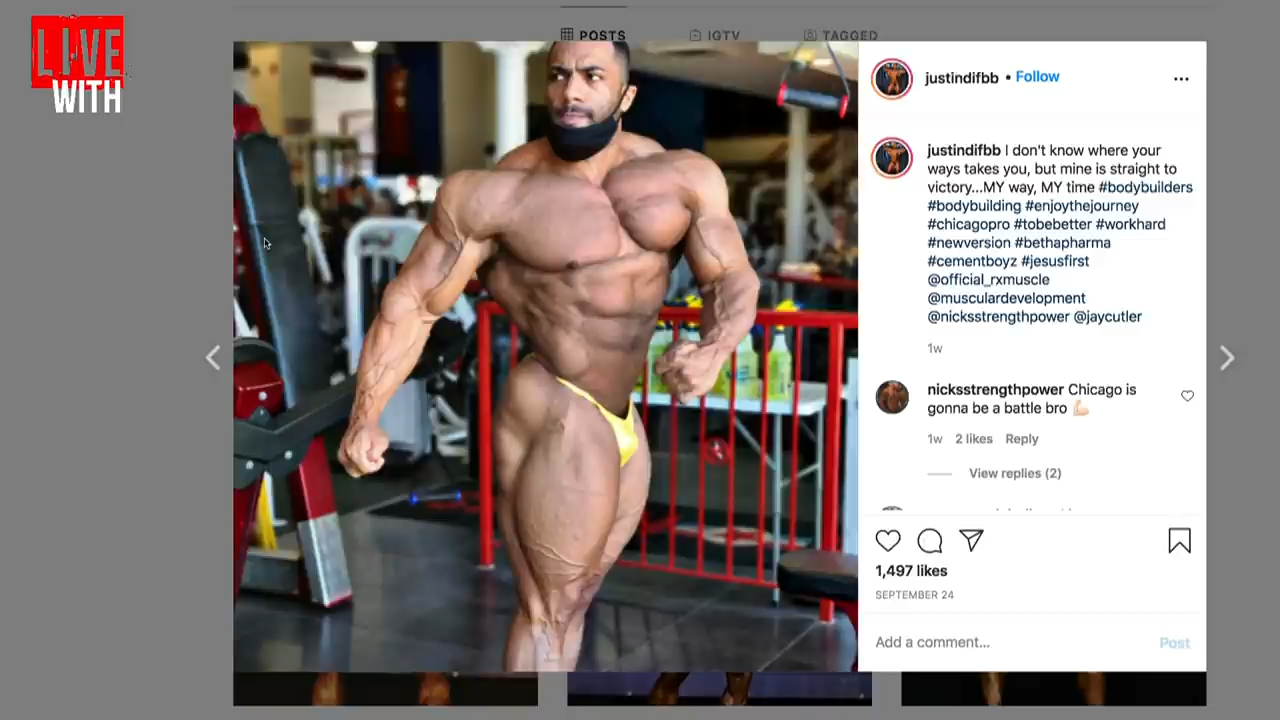 LIVE
WITH
POSTS
IGTV
TAGGED
justindifbb • Follow
justindifbb I don't know where your
ways takes you, but mine is straight to
victory...MY way, MY time #bodybuilders
#bodybuilding #enjoythejourney
#chicagopro #tobebetter #workhard
#newversion #bethapharma
#cementboyz #jesusfirst
@official_rxmuscle
@musculardevelopment
@nicksstrengthpower @jaycutler
1w
nicksstrengthpower Chicago is
gonna be a battle bro 💪🏻
1w 2 likes Reply
View replies (2)
1,497 likes
SEPTEMBER 24
Add a comment...
Post